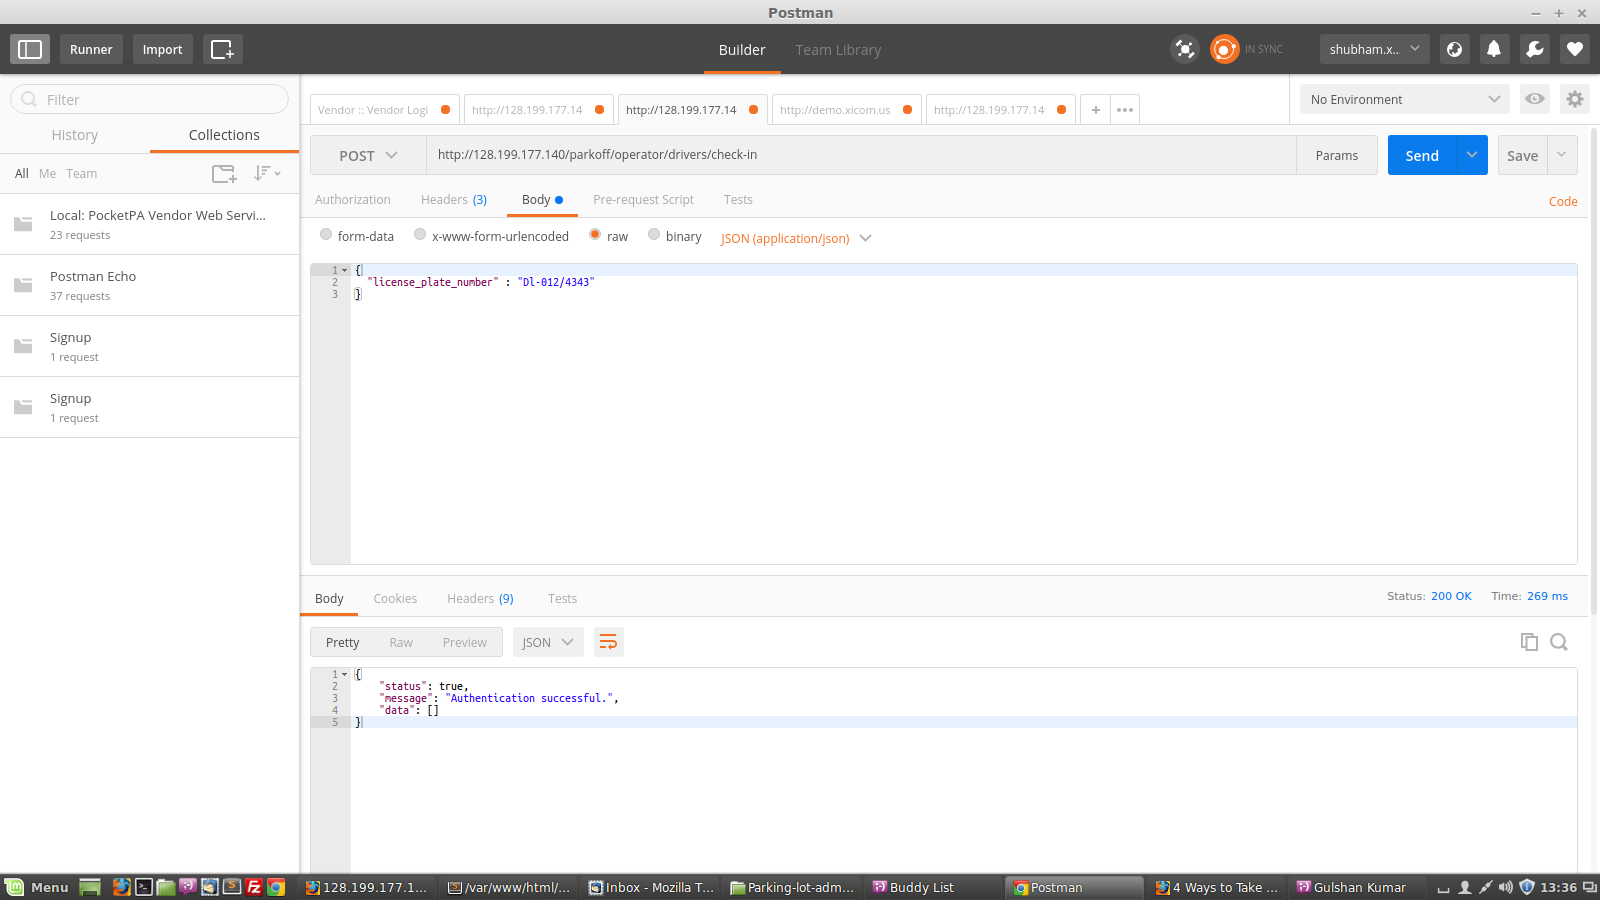 Postman
Runner
Import
Builder
Team Library
IN SYNC
shubham.x...
Filter
History
Collections
All Me Team
Local: PocketPA Vendor Web Servi...
23 requests
Postman Echo
37 requests
Signup
1 request
Signup
1 request
Vendor :: Vendor Logi
http://128.199.177.14
http://128.199.177.14
http://demo.xicom.us
http://128.199.177.14
No Environment
POST
http://128.199.177.140/parkoff/operator/drivers/check-in
Params
Send
Save
Authorization
Headers (3)
Body
Pre-request Script
Tests
Code
form-data
x-www-form-urlencoded
raw
binary
JSON (application/json)
1 {
2 "license_plate_number" : "Dl-012/4343"
3 }
Body
Cookies
Headers (9)
Tests
Status: 200 OK
Time: 269 ms
Pretty
Raw
Preview
JSON
1 {
2 "status": true,
3 "message": "Authentication successful.",
4 "data": []
5 }
Menu
128.199.177.1...
/var/www/html/...
Inbox - Mozilla T...
Parking-lot-adm...
Buddy List
Postman
4 Ways to Take ...
Gulshan Kumar
13:36